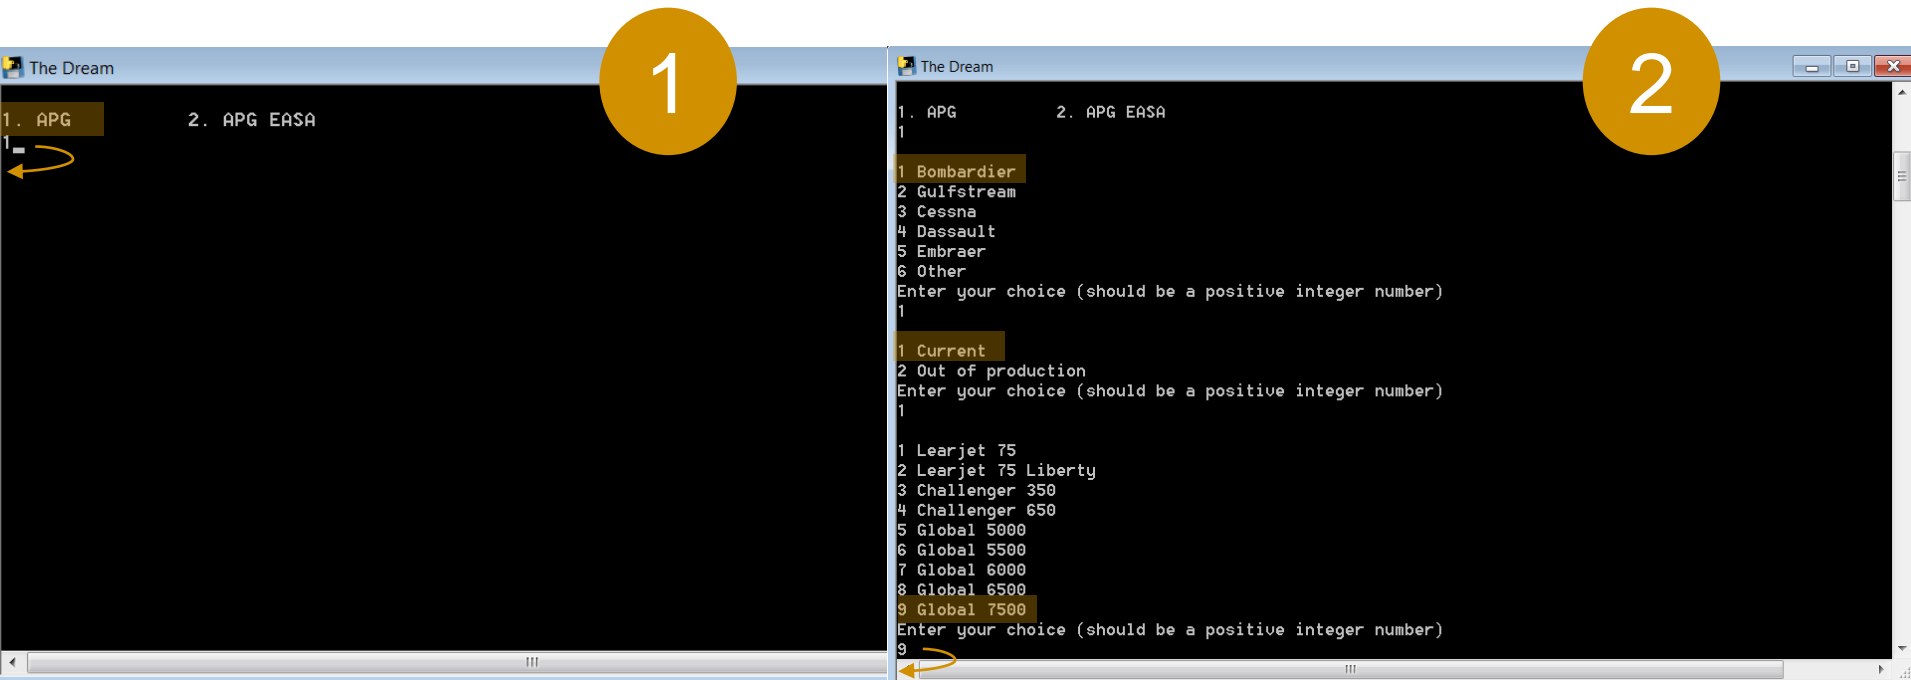 1
The Dream
1. APG 2. APG EASA
1
2
The Dream
1. APG 2. APG EASA
1
1 Bombardier
2 Gulfstream
3 Cessna
4 Dassault
5 Embraer
6 Other
Enter your choice (should be a positive integer number)
1
1 Current
2 Out of production
Enter your choice (should be a positive integer number)
1
1 Learjet 75
2 Learjet 75 Liberty
3 Challenger 350
4 Challenger 650
5 Global 5000
6 Global 5500
7 Global 6000
8 Global 6500
9 Global 7500
Enter your choice (should be a positive integer number)
9